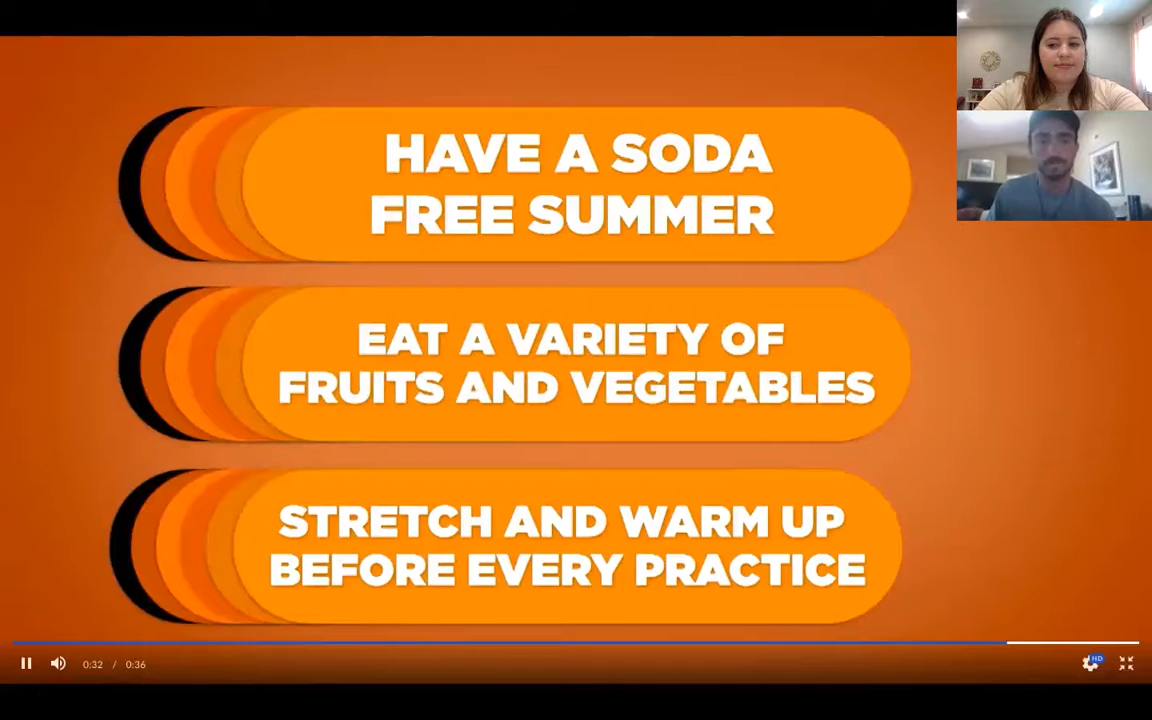 HAVE A SODA
FREE SUMMER
EAT A VARIETY OF
FRUITS AND VEGETABLES
STRETCH AND WARM UP
BEFORE EVERY PRACTICE
0:32 / 0:36
HD